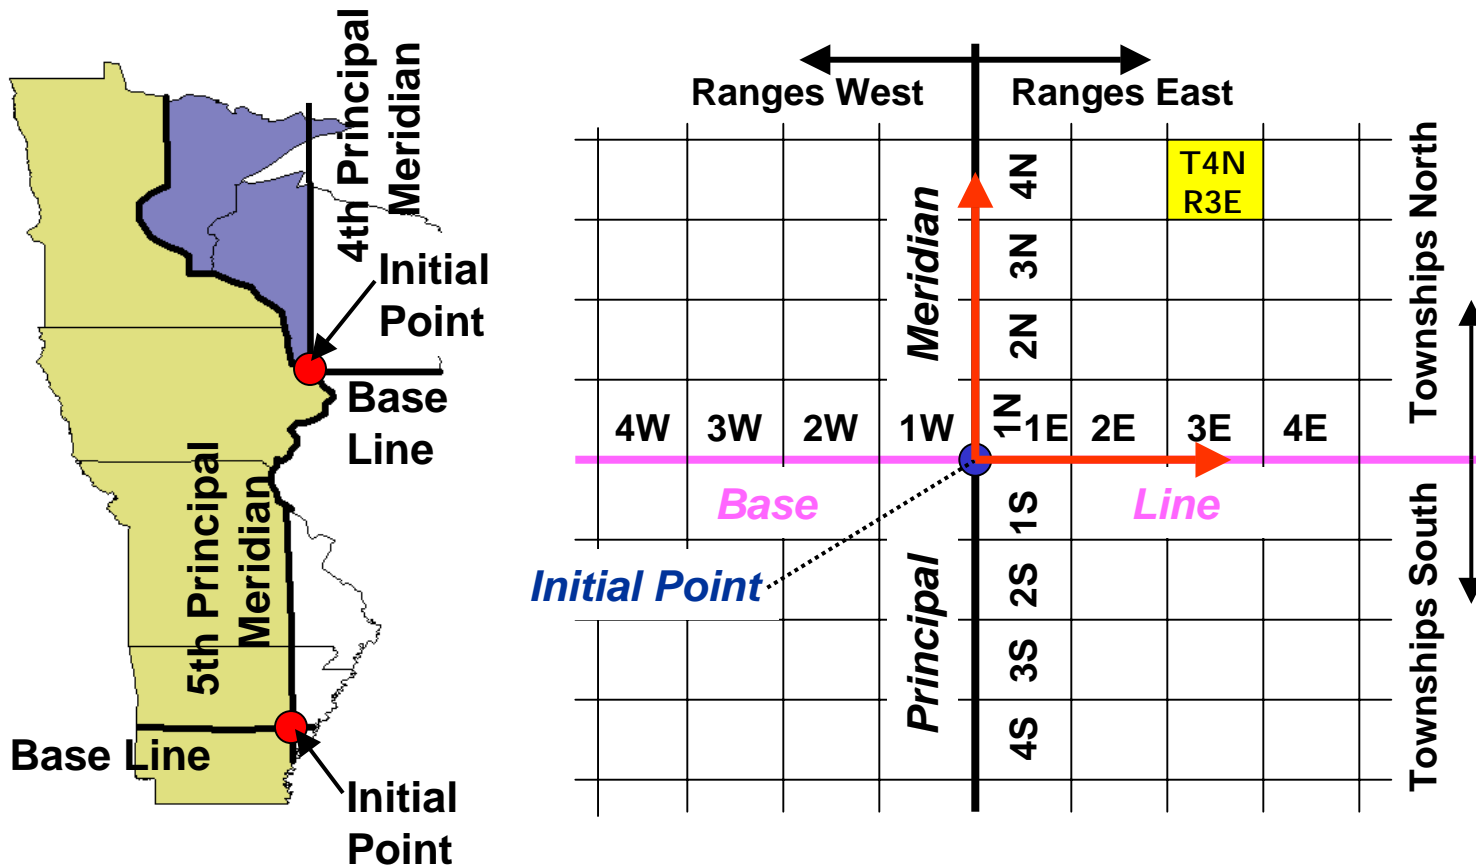 4th Principal
Meridian
Initial
Point
Base
Line
5th Principal
Meridian
Base Line
Initial
Point
Ranges West
Ranges East
T4N
R3E
4N
3N
2N
1N
Meridian
Townships North
4W
3W
2W
1W
1E
2E
3E
4E
Base
Line
Initial Point
Principal
1S
2S
3S
4S
Townships South